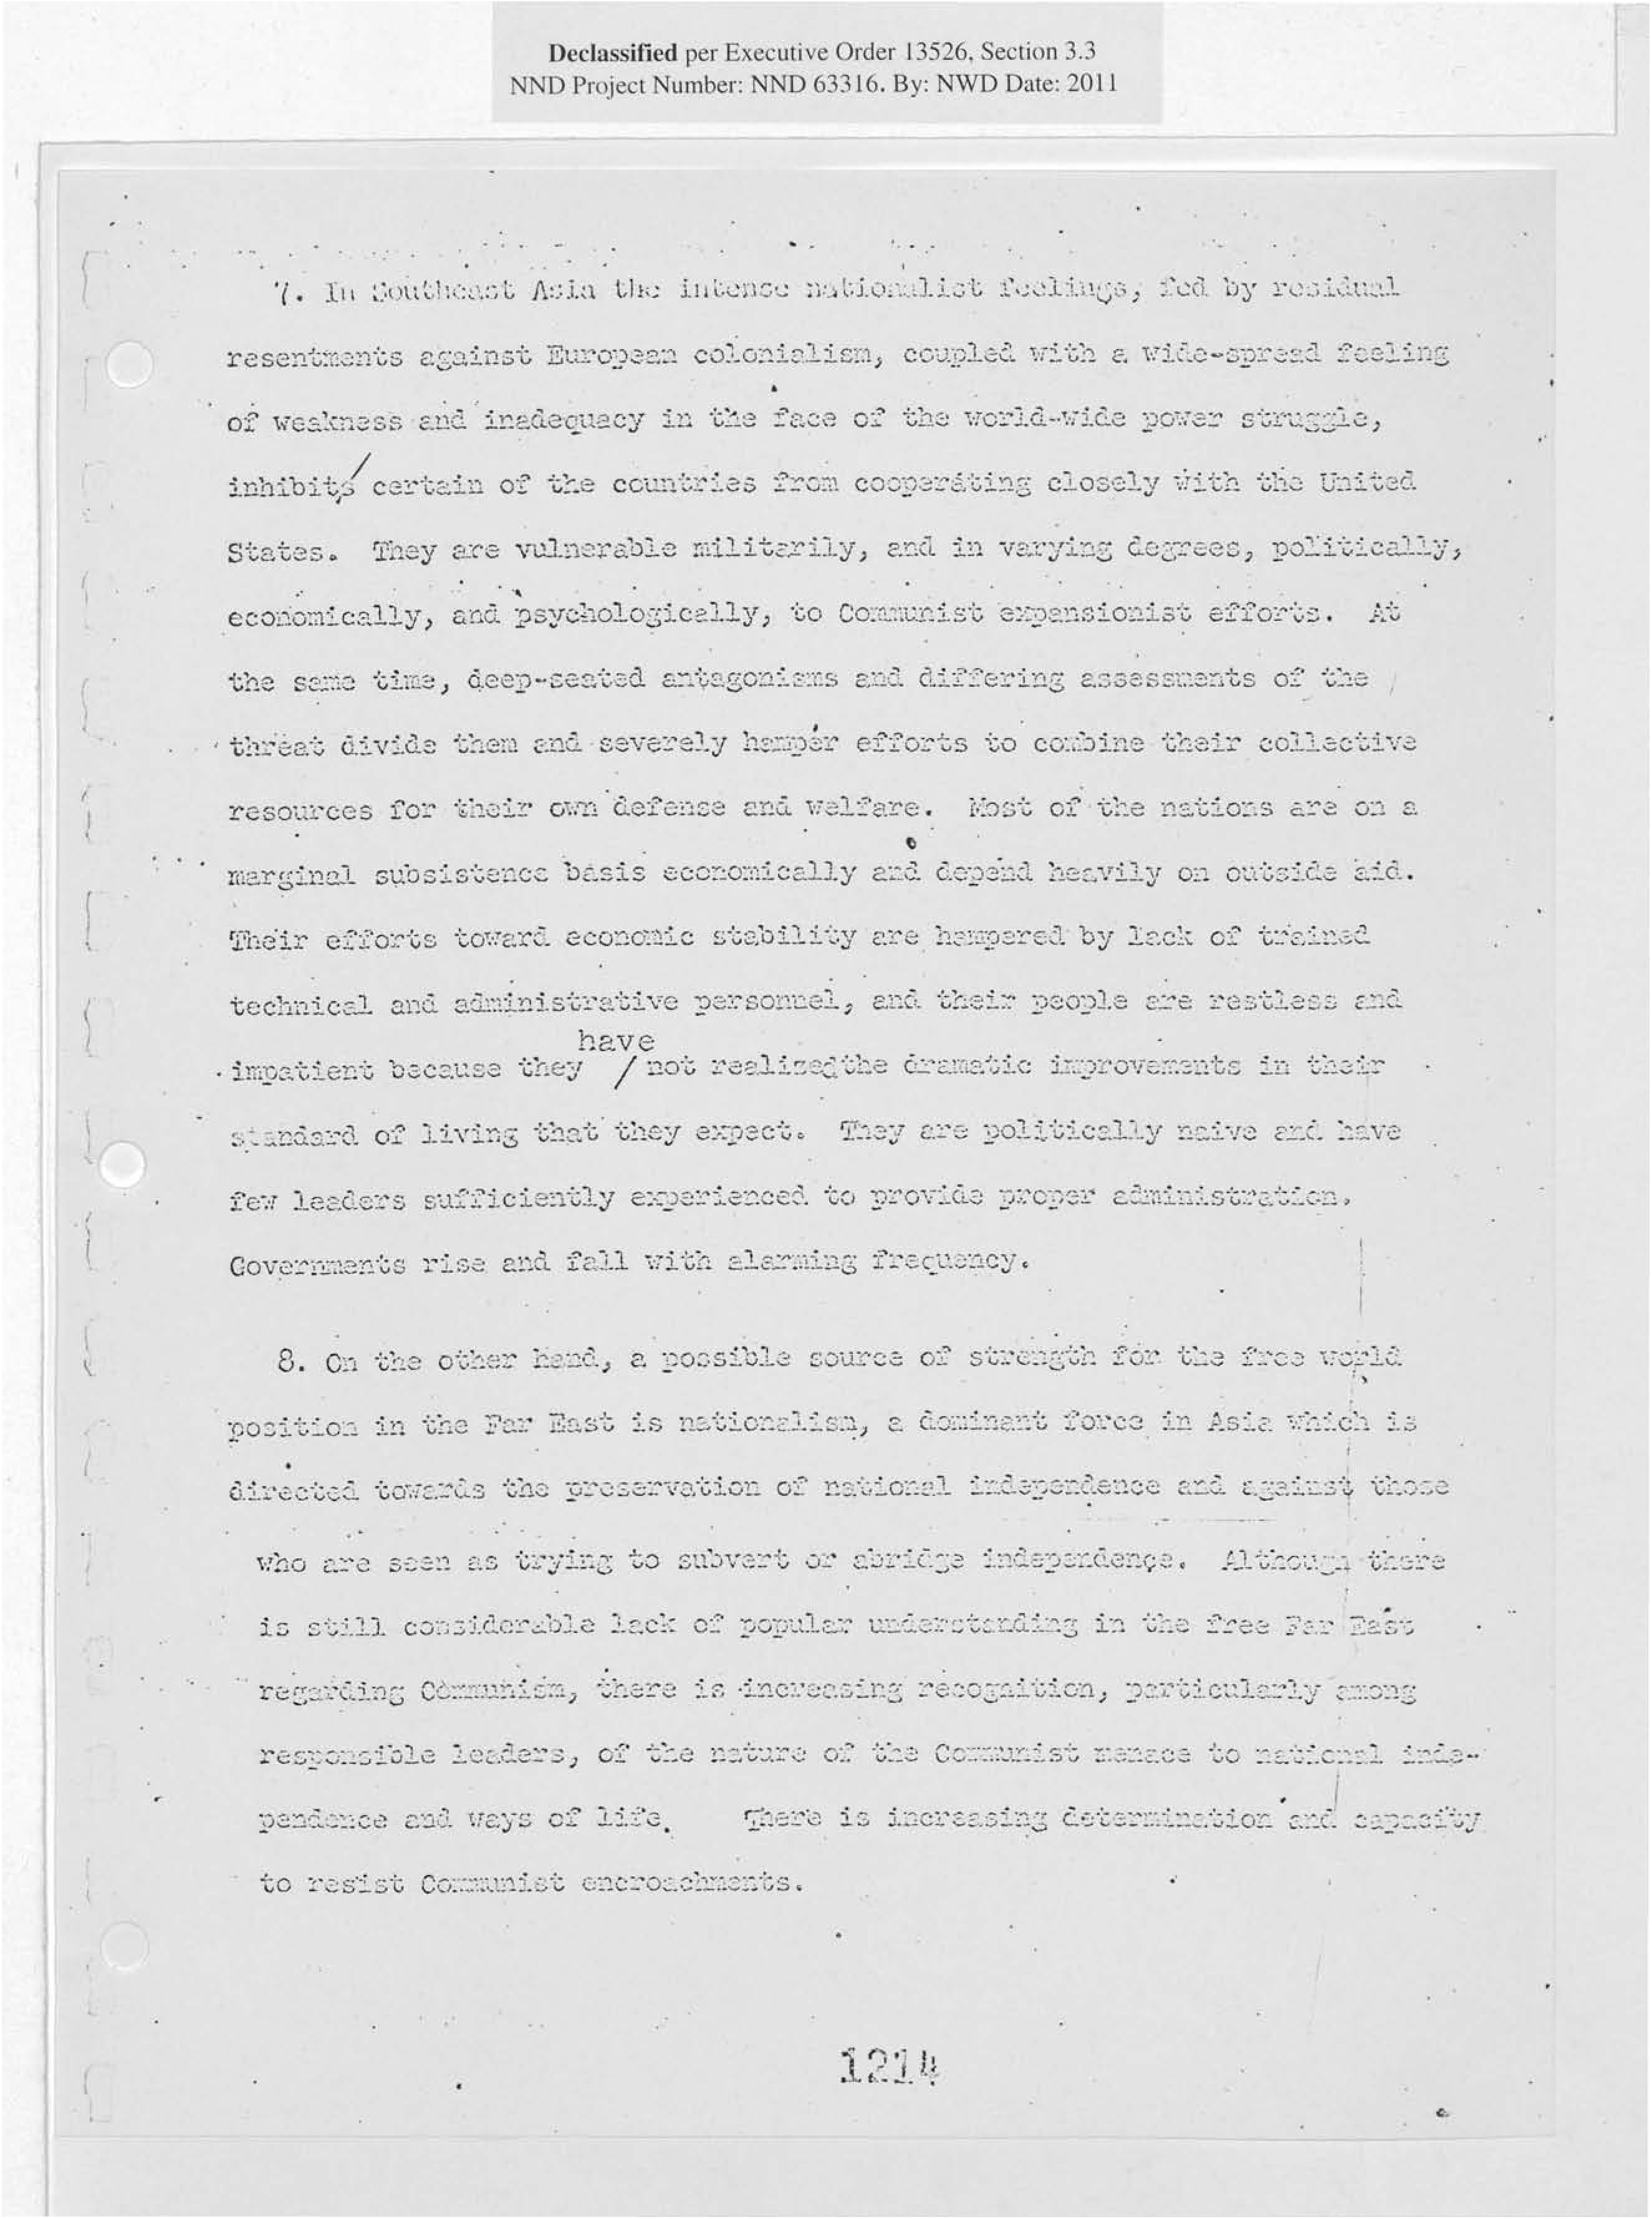 Declassified per Executive Order 13526, Section 3.3
NND Project Number: NND 63316. By: NWD Date: 2011
7. In Southeast Asia the intense nationalist feelings, fed by residual
resentments against European colonialism, coupled with a wide-spread feeling
of weakness and inadequacy in the face of the world-wide power struggle,
inhibits/ certain of the countries from cooperating closely with the United
States. They are vulnerable militarily, and in varying degrees, politically,
economically, and psychologically, to Communist expansionist efforts. At
the same time, deep-seated antagonisms and differing assessments of the
threat divide them and severely hamper efforts to combine their collective
resources for their own defense and welfare. Most of the nations are on a
marginal subsistence basis economically and depend heavily on outside aid.
Their efforts toward economic stability are hampered by lack of trained
technical and administrative personnel, and their people are restless and
have
impatient because they / not realizedthe dramatic improvements in their
standard of living that they expect. They are politically naive and have
few leaders sufficiently experienced to provide proper administration.
Governments rise and fall with alarming frequency.
8. On the other hand, a possible source of strength for the free world
position in the Far East is nationalism, a dominant force in Asia which is
directed towards the preservation of national independence and against those
who are seen as trying to subvert or abridge independence. Although there
is still considerable lack of popular understanding in the free Far East
regarding Communism, there is increasing recognition, particularly among
responsible leaders, of the nature of the Communist menace to national inde-
pendence and ways of life. There is increasing determination and capacity
to resist Communist encroachments.
1214